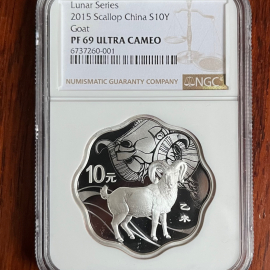 Lunar Series
2015 Scallop China S10Y
Goat
PF 69 ULTRA CAMEO
6737260-001
NUMISMATIC GUARANTY COMPANY
NGC
10元
乙未